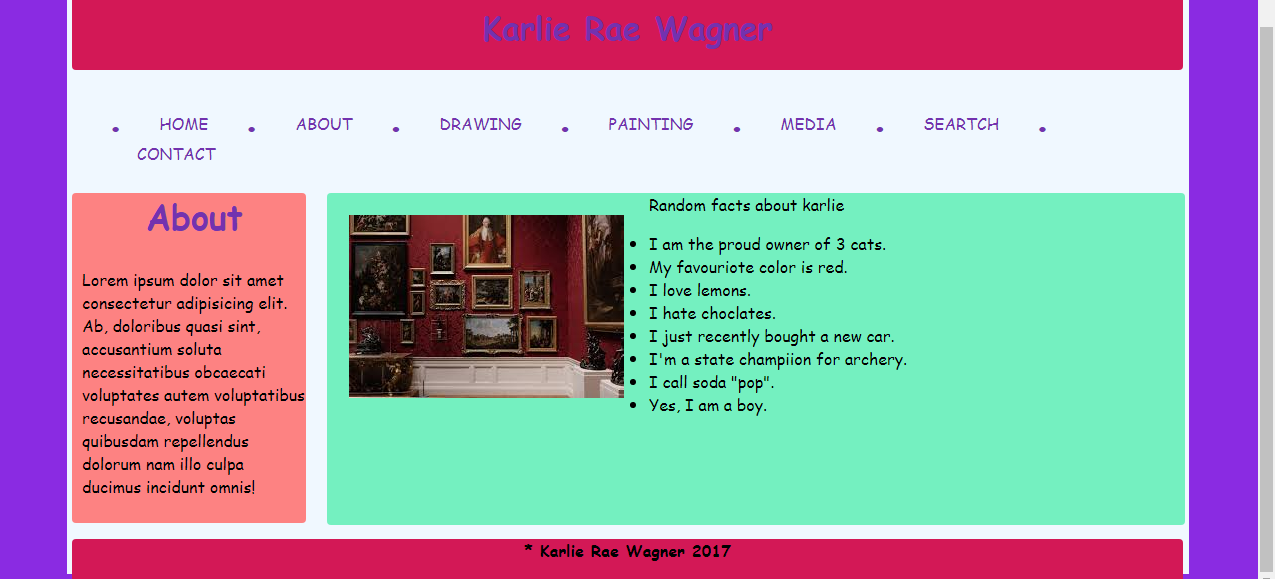 Karlie Rae Wagner
• HOME • ABOUT • DRAWING • PAINTING • MEDIA • SEARTCH •
CONTACT
About
Lorem ipsum dolor sit amet
consectetur adipisicing elit.
Ab, doloribus quasi sint,
accusantium soluta
necessitatibus obcaecati
voluptates autem voluptatibus
recusandae, voluptas
quibusdam repellendus
dolorum nam illo culpa
ducimus incidunt omnis!
Random facts about karlie
• I am the proud owner of 3 cats.
• My favouriote color is red.
• I love lemons.
• I hate choclates.
• I just recently bought a new car.
• I'm a state champiion for archery.
• I call soda "pop".
• Yes, I am a boy.
* Karlie Rae Wagner 2017